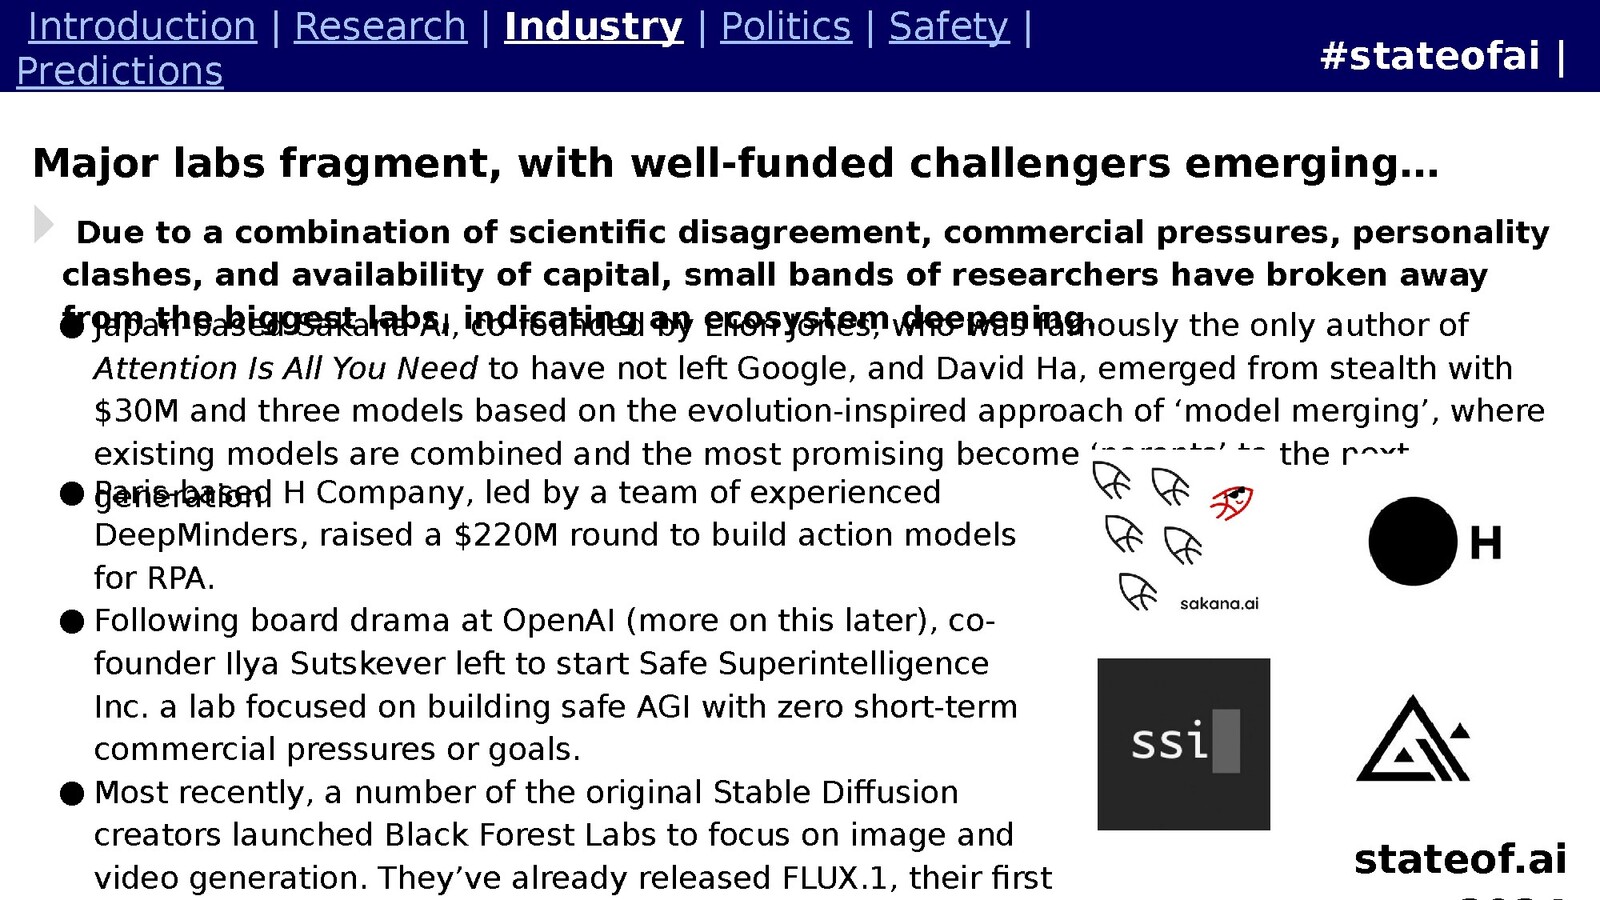 Introduction | Research | Industry | Politics | Safety |
Predictions
#stateofai |
Major labs fragment, with well-funded challengers emerging…
Due to a combination of scientific disagreement, commercial pressures, personality
clashes, and availability of capital, small bands of researchers have broken away
from the biggest labs, indicating an ecosystem deepening.
● Japan-based Sakana AI, co-founded by Llion Jones, who was famously the only author of
Attention Is All You Need to have not left Google, and David Ha, emerged from stealth with
$30M and three models based on the evolution-inspired approach of ‘model merging’, where
existing models are combined and the most promising become ‘parents’ to the next
generation.
● Paris-based H Company, led by a team of experienced
DeepMinders, raised a $220M round to build action models
for RPA.
● Following board drama at OpenAI (more on this later), co-
founder Ilya Sutskever left to start Safe Superintelligence
Inc. a lab focused on building safe AGI with zero short-term
commercial pressures or goals.
● Most recently, a number of the original Stable Diffusion
creators launched Black Forest Labs to focus on image and
video generation. They’ve already released FLUX.1, their first
sakana.ai
H
ssi
stateof.ai